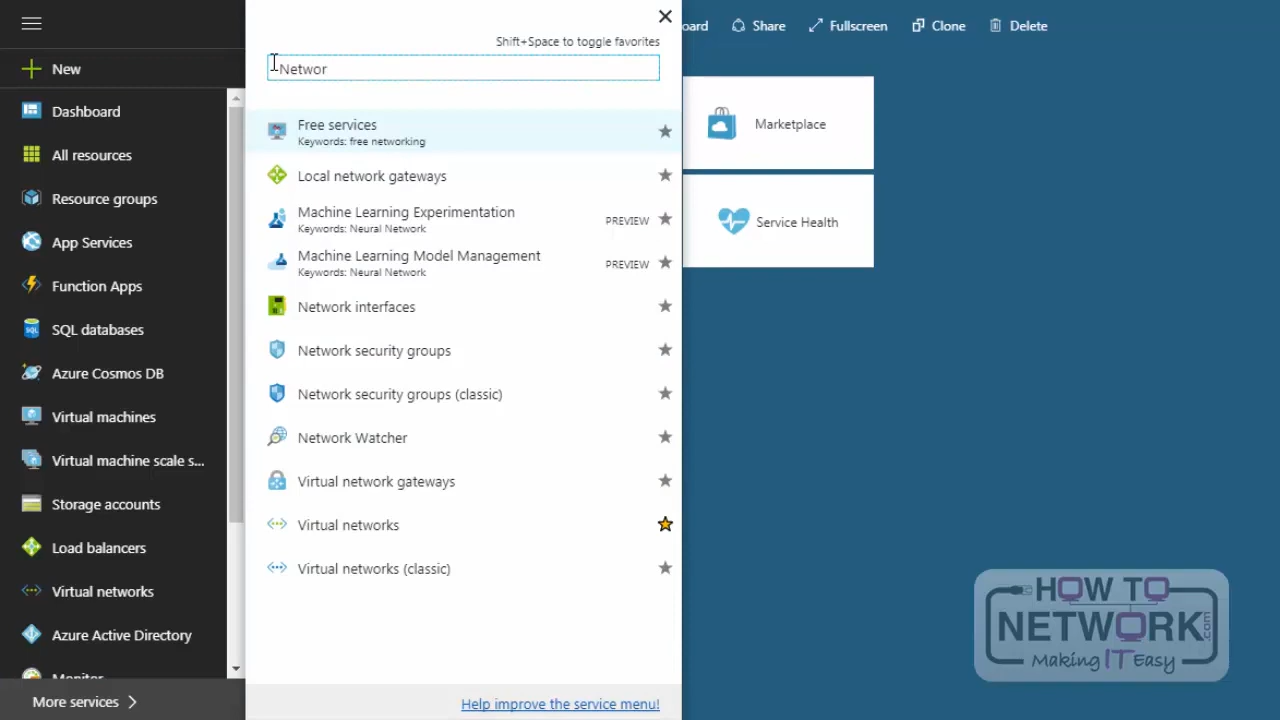 New
Dashboard
All resources
Resource groups
App Services
Function Apps
SQL databases
Azure Cosmos DB
Virtual machines
Virtual machine scale s...
Storage accounts
Load balancers
Virtual networks
Azure Active Directory
Monitor
More services
Shift+Space to toggle favorites
Networ
Free services
Keywords: free networking
Local network gateways
Machine Learning Experimentation
Keywords: Neural Network
PREVIEW
Machine Learning Model Management
Keywords: Neural Network
PREVIEW
Network interfaces
Network security groups
Network security groups (classic)
Network Watcher
Virtual network gateways
Virtual networks
Virtual networks (classic)
Help improve the service menu!
oard Share Fullscreen Clone Delete
Marketplace
Service Health
HOW TO
NETWORK.com
Making IT Easy